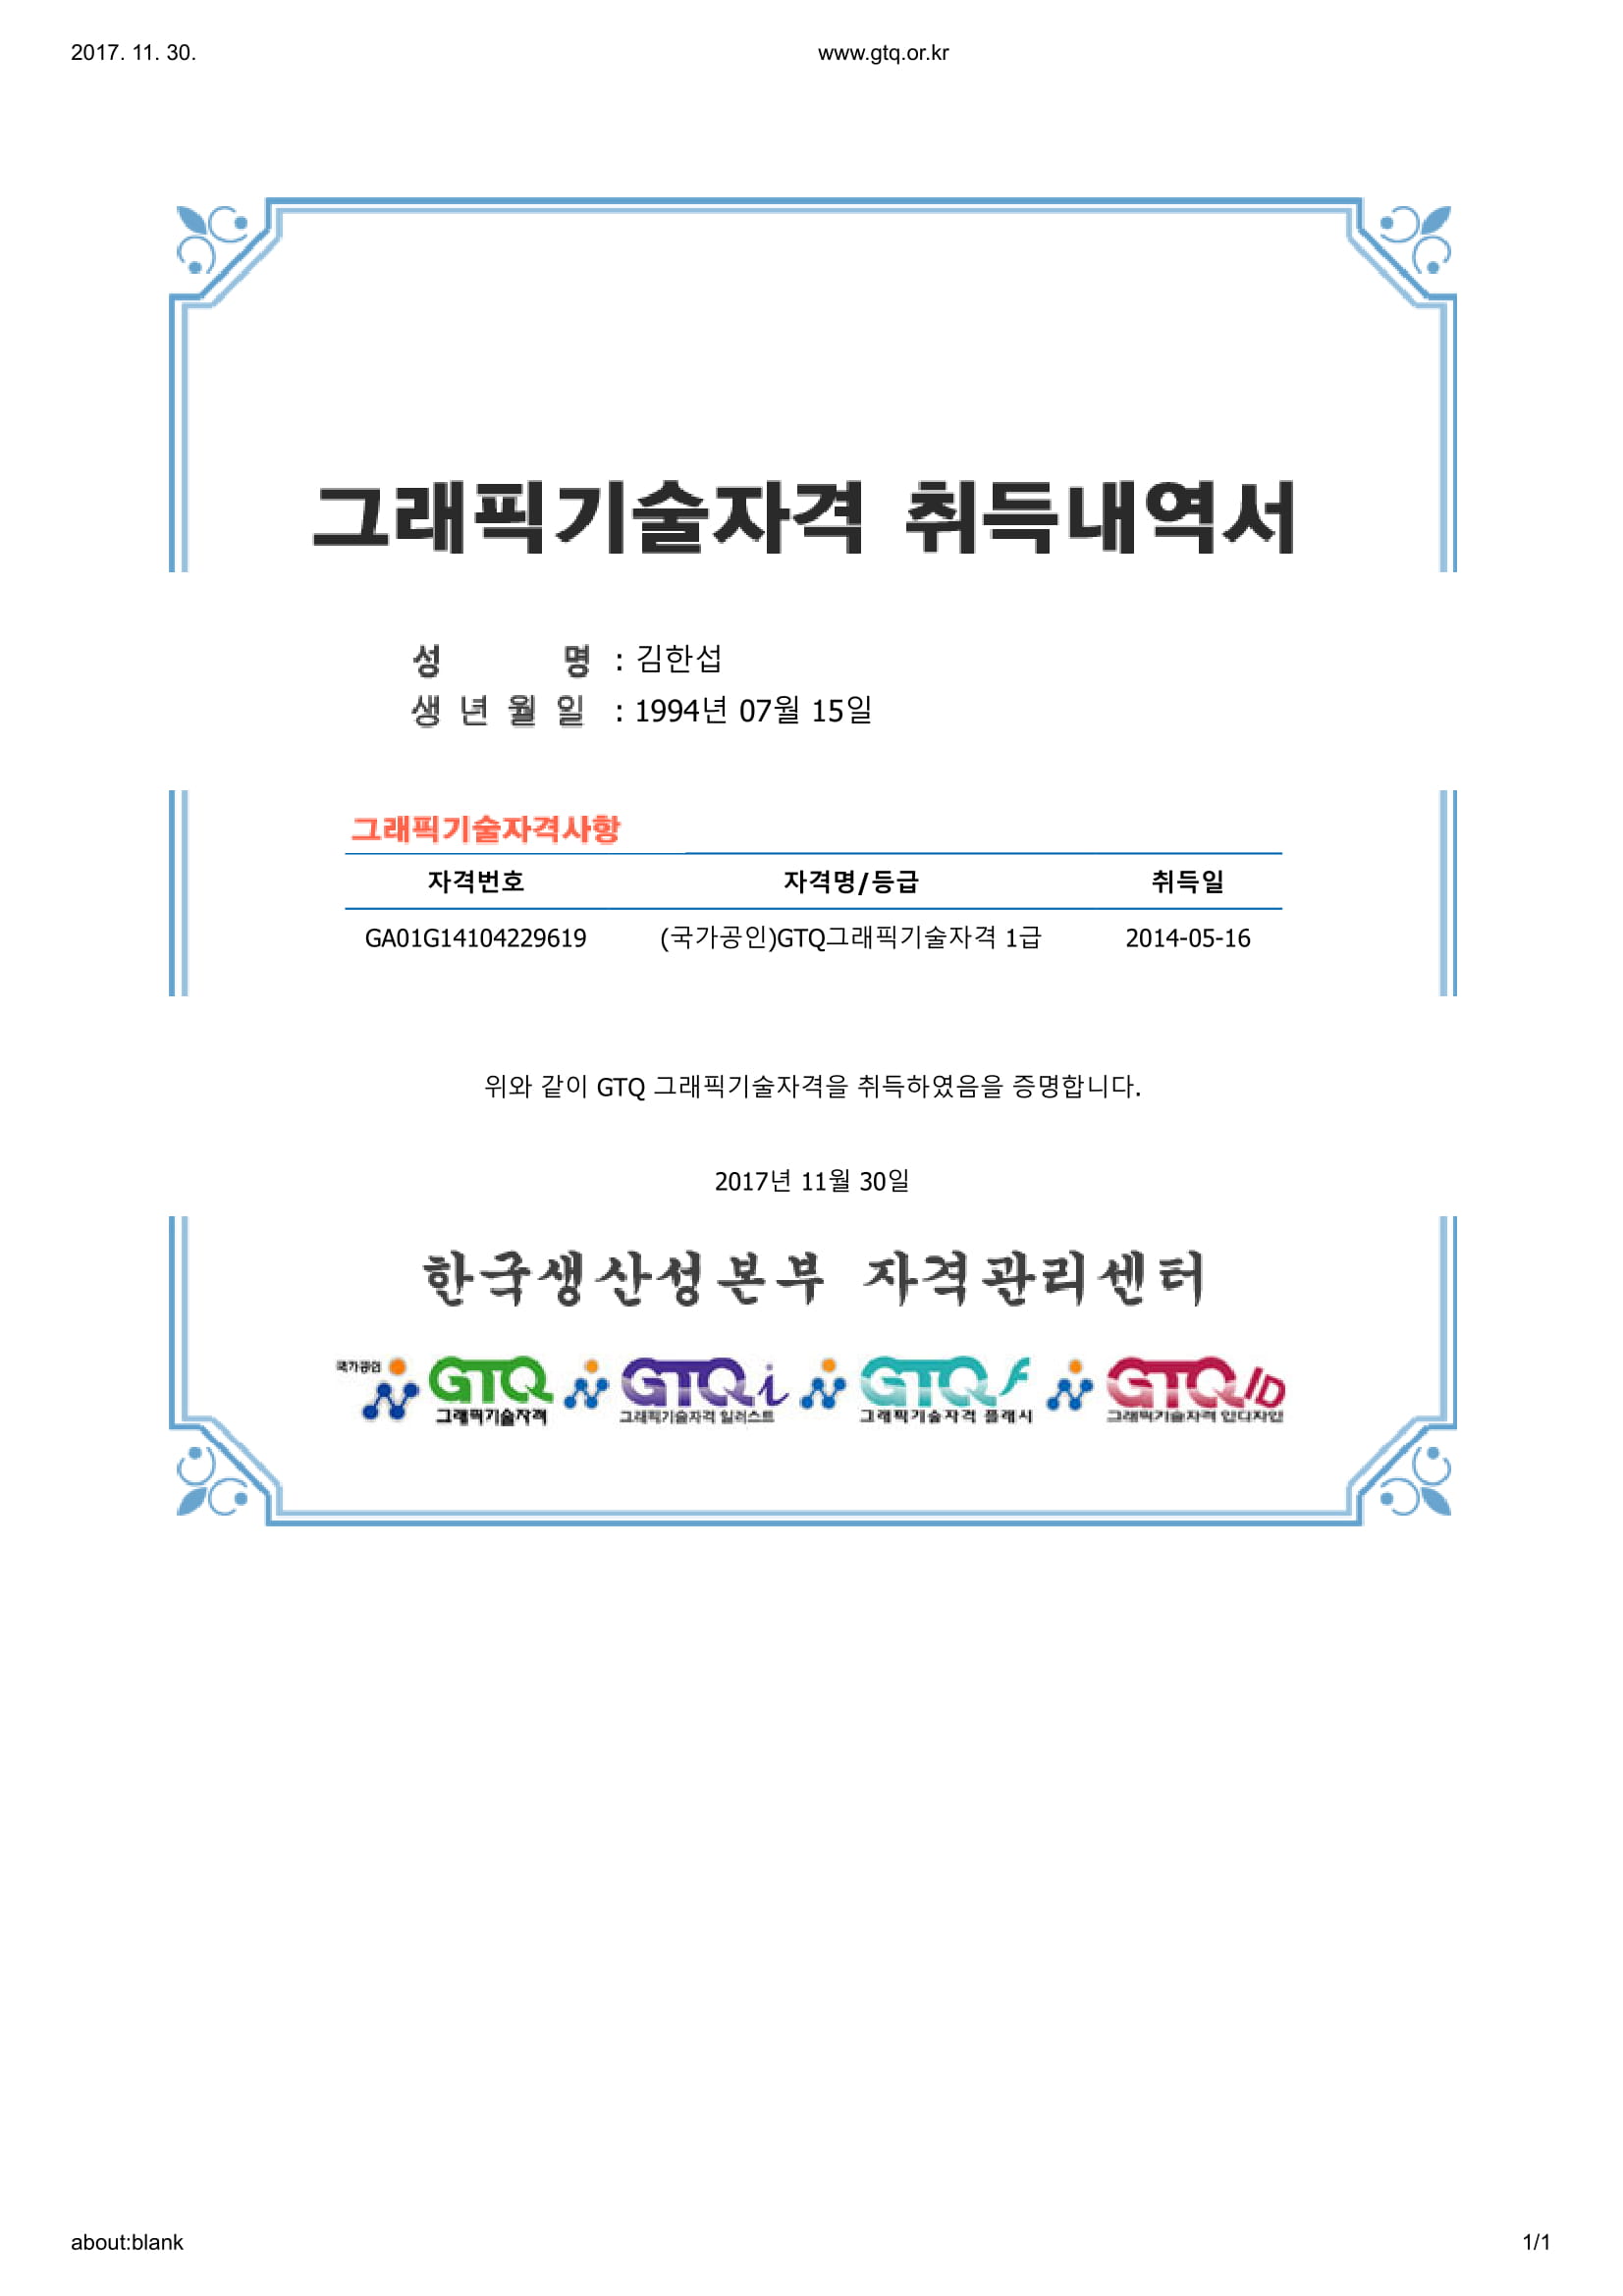 2017. 11. 30.
www.gtq.or.kr
그래픽기술자격 취득내역서
성 명 : 김한섭
생 년 월 일 : 1994년 07월 15일
그래픽기술자격사항
자격번호 자격명/등급 취득일
GA01G14104229619 (국가공인)GTQ그래픽기술자격 1급 2014-05-16
위와 같이 GTQ 그래픽기술자격을 취득하였음을 증명합니다.
2017년 11월 30일
한국생산성본부 자격관리센터
국가공인 GTQ GTQi GTQf GTQID
그래픽기술자격 그래픽기술자격 일러스트 그래픽기술자격 플래시 그래픽기술자격 인디자인
about:blank
1/1